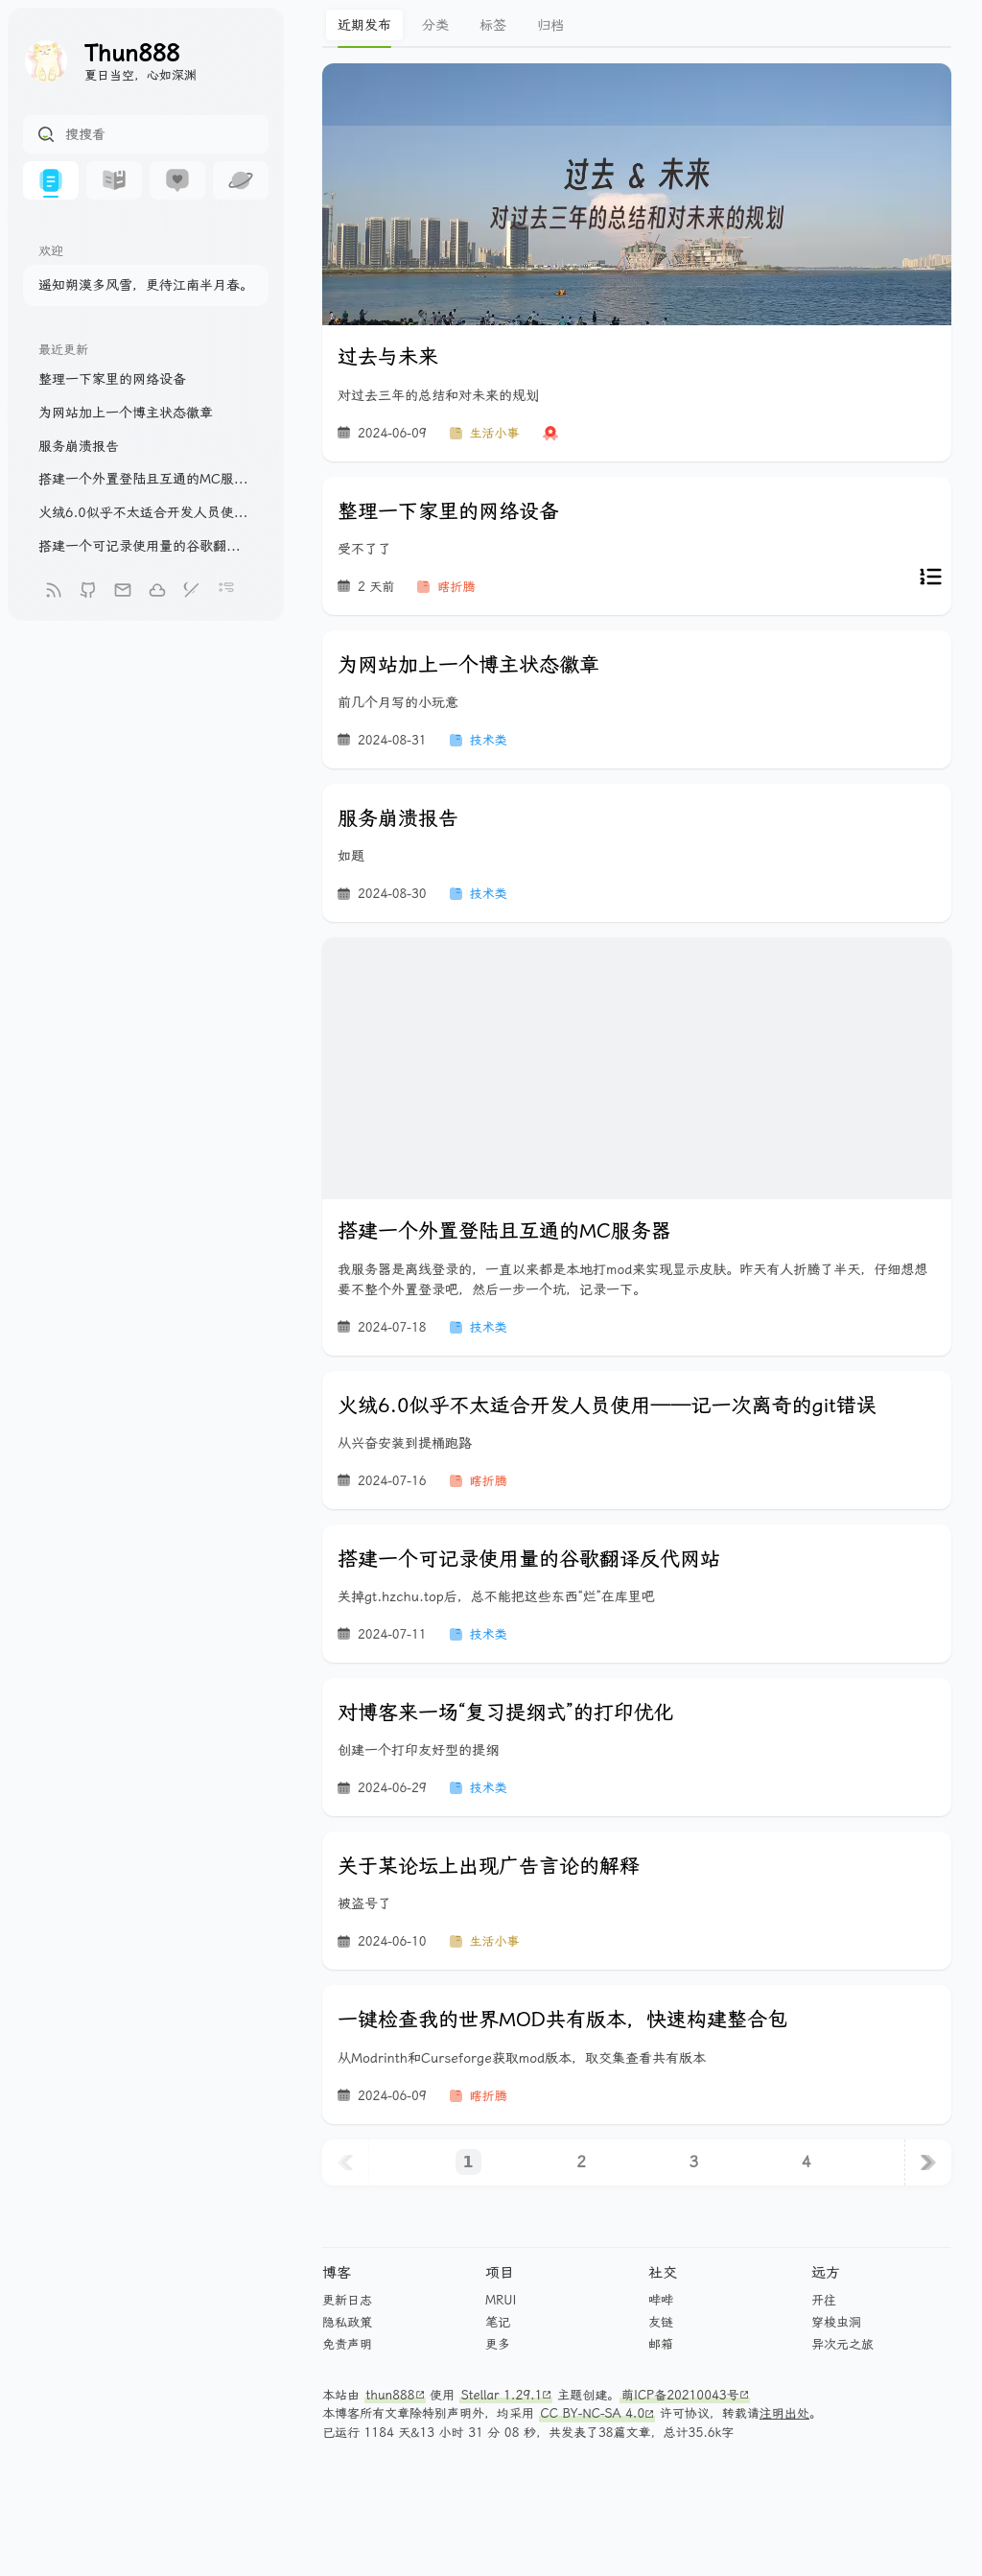 Thun888
夏日当空，心如深渊
搜搜看
欢迎
遥知朔漠多风雪，更待江南半月春。
最近更新
整理一下家里的网络设备
为网站加上一个博主状态徽章
服务崩溃报告
搭建一个外置登陆且互通的MC服...
火绒6.0似乎不太适合开发人员使...
搭建一个可记录使用量的谷歌翻...
近期发布 分类 标签 归档
过去 & 未来
对过去三年的总结和对未来的规划
过去与未来
对过去三年的总结和对未来的规划
2024-06-09 生活小事
整理一下家里的网络设备
受不了了
2 天前 瞎折腾
为网站加上一个博主状态徽章
前几个月写的小玩意
2024-08-31 技术类
服务崩溃报告
如题
2024-08-30 技术类
搭建一个外置登陆且互通的MC服务器
我服务器是离线登录的，一直以来都是本地打mod来实现显示皮肤。昨天有人折腾了半天，仔细想想
要不整个外置登录吧，然后一步一个坑，记录一下。
2024-07-18 技术类
火绒6.0似乎不太适合开发人员使用——记一次离奇的git错误
从兴奋安装到提桶跑路
2024-07-16 瞎折腾
搭建一个可记录使用量的谷歌翻译反代网站
关掉gt.hzchu.top后，总不能把这些东西“烂”在库里吧
2024-07-11 技术类
对博客来一场“复习提纲式”的打印优化
创建一个打印友好型的提纲
2024-06-29 技术类
关于某论坛上出现广告言论的解释
被盗号了
2024-06-10 生活小事
一键检查我的世界MOD共有版本，快速构建整合包
从Modrinth和Curseforge获取mod版本，取交集查看共有版本
2024-06-09 瞎折腾
1 2 3 4
博客 项目 社交 远方
更新日志 MRUI 哔哔 开往
隐私政策 笔记 友链 穿梭虫洞
免责声明 更多 邮箱 异次元之旅
本站由 thun888 使用 Stellar 1.29.1 主题创建。萌ICP备20210043号
本博客所有文章除特别声明外，均采用 CC BY-NC-SA 4.0 许可协议，转载请注明出处。
已运行 1184 天&13 小时 31 分 08 秒，共发表了38篇文章，总计35.6k字